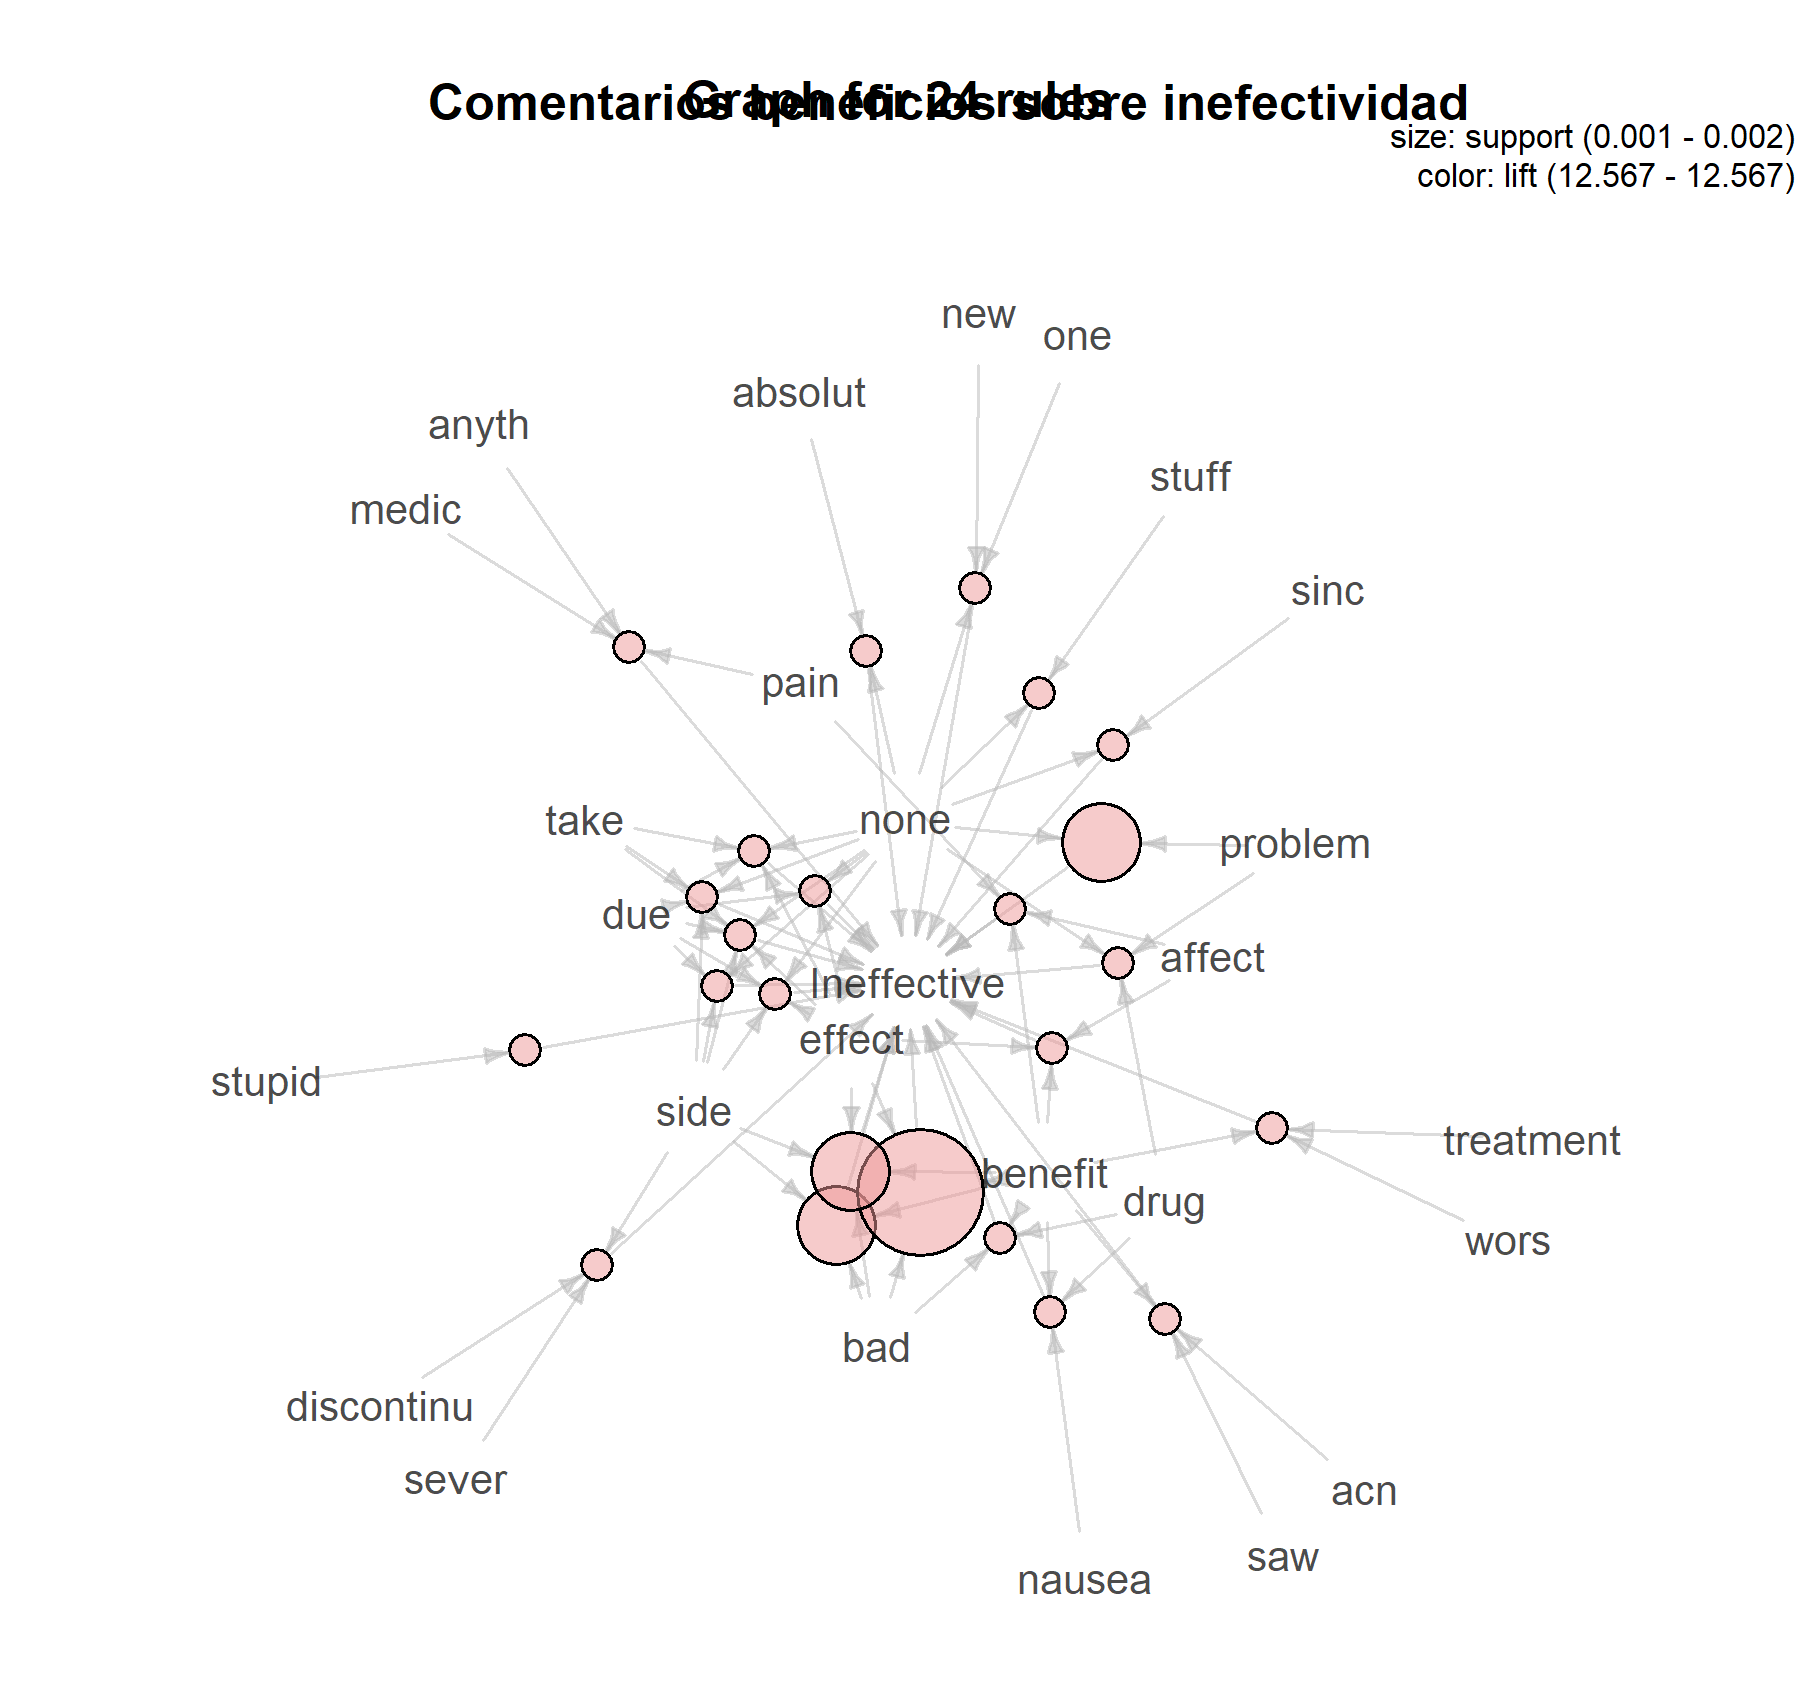 Comentarios beneficios sobre inefectividad
Graph for 24 rules
size: support (0.001 - 0.002)
color: lift (12.567 - 12.567)
new
one
absolut
anyth
stuff
medic
sinc
pain
take
none
problem
due
affect
Ineffective
effect
stupid
side
treatment
benefit
drug
wors
bad
discontinu
sever
acn
saw
nausea